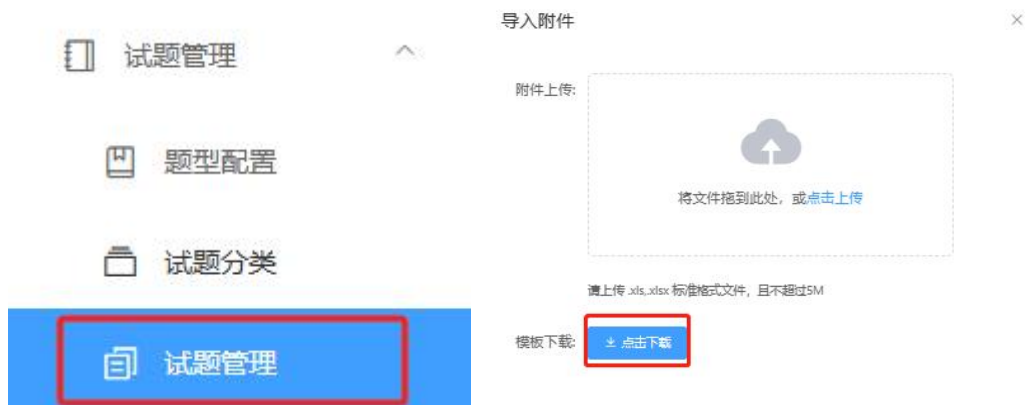 试题管理
题型配置
试题分类
试题管理
导入附件
附件上传:
将文件拖到此处，或点击上传
请上传 .xls,.xlsx 标准格式文件，且不超过5M
模板下载: 点击下载